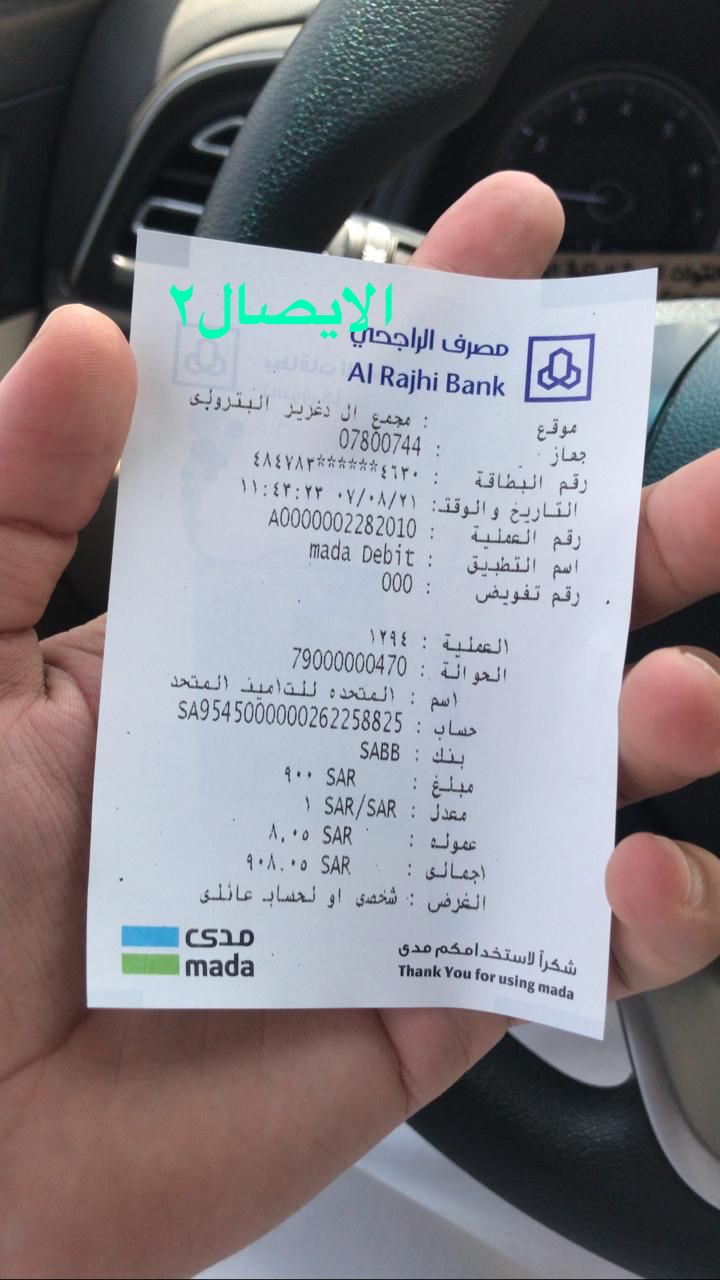 الايصال٢
مصرف الراجحي
Al Rajhi Bank
موقع : مجمع ال دغرير البترولى
جهاز : 07800744
رقم البطاقة : ٤٨٤٧٨٣******٤٦٣٠
التاريخ والوقت: ٠٧/٠٨/٢١ ١١:٤٣:٢٣
رقم العملية : A0000002282010
اسم التطبيق : mada Debit
رقم تفويض : 000
العملية : ١٢٩٤
الحوالة : 79000000470
اسم : المتحده للتامين المتحد
حساب : SA9545000000262258825
بنك : SABB
مبلغ : ٩٠٠ SAR
معدل : ١ SAR/SAR
عموله : ٨.٠٥ SAR
اجمالى : ٩٠٨.٠٥ SAR
الغرض : شخصى او لحساب عائلى
مدى
mada
شكراً لاستخدامكم مدى
Thank You for using mada